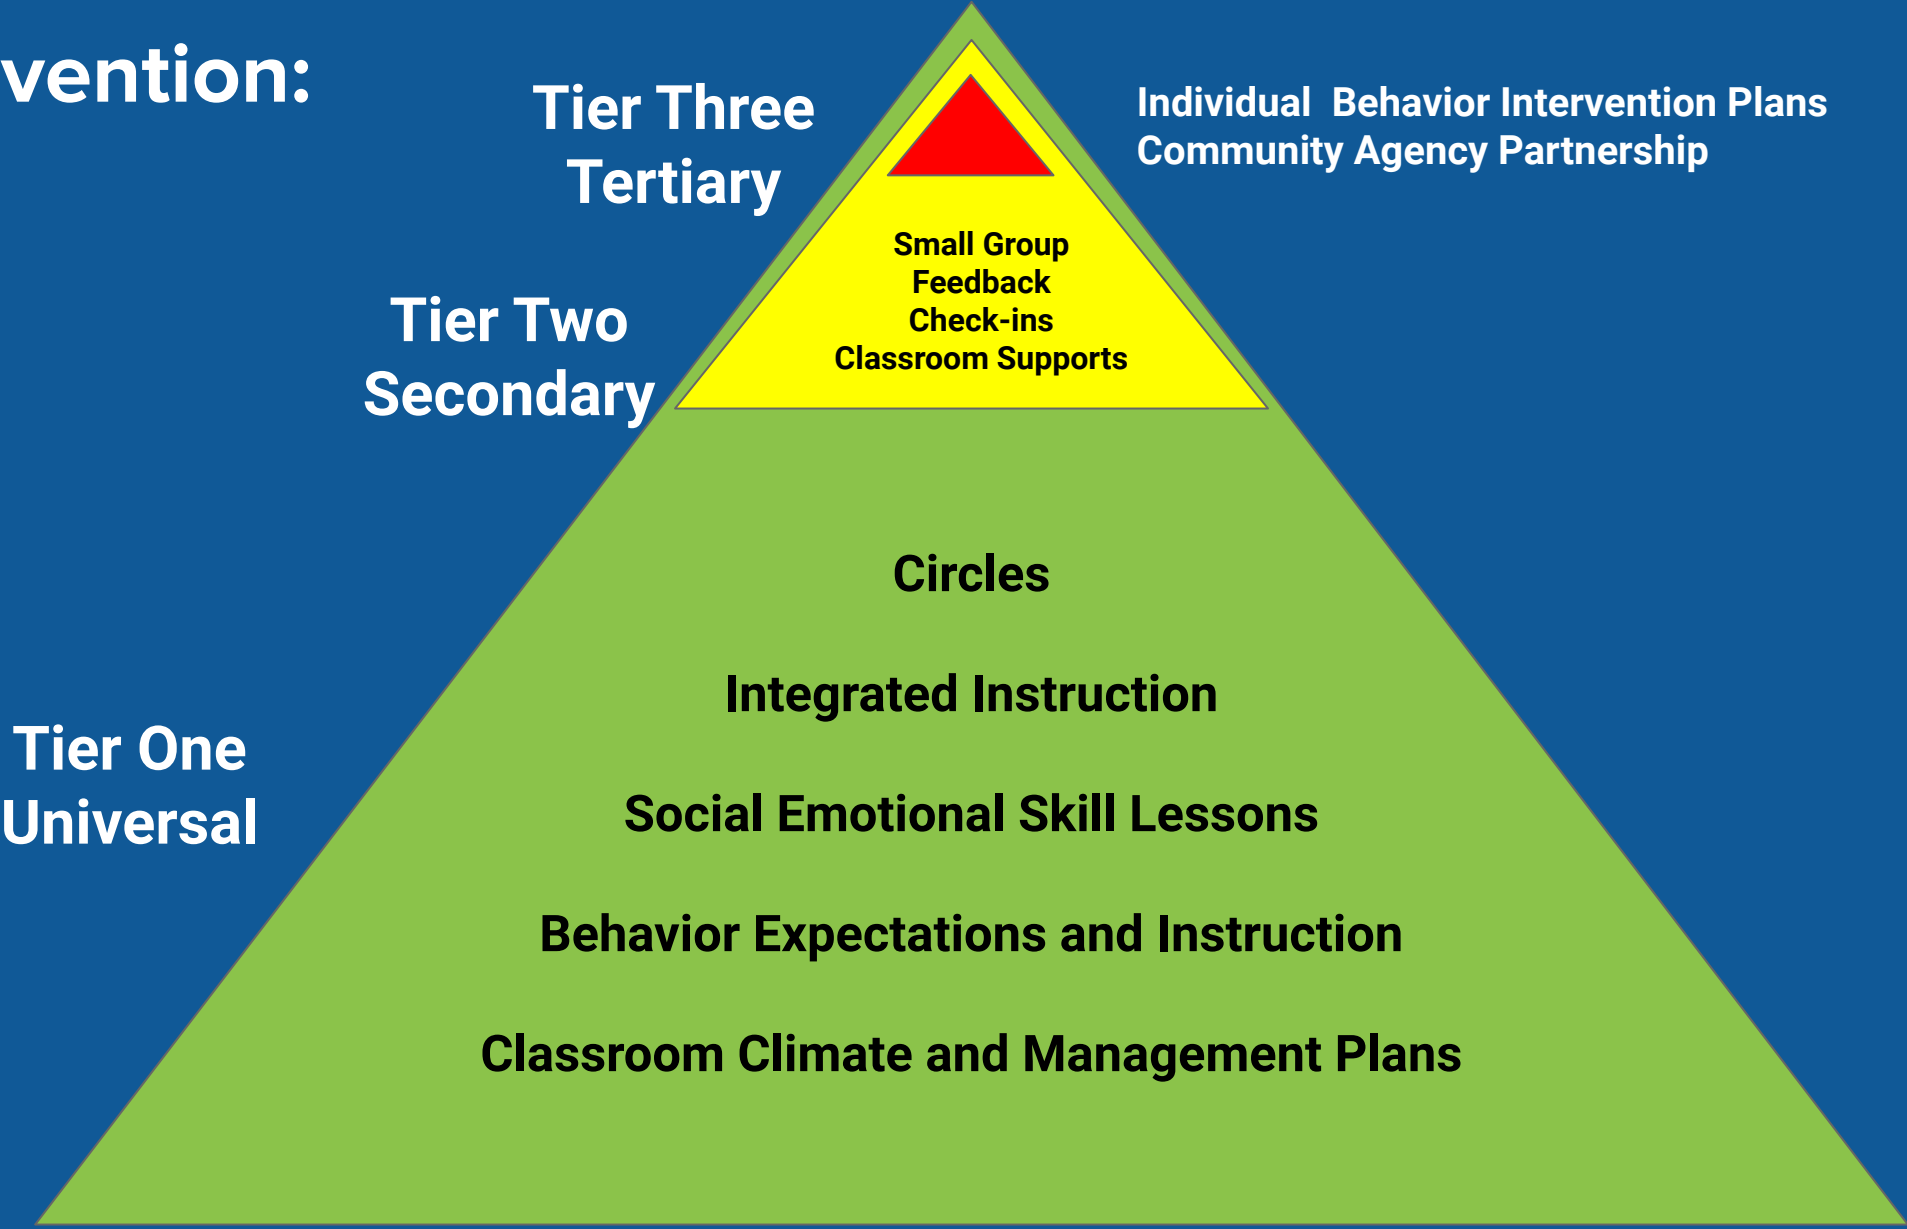 vention:
Tier Three
Tertiary
Individual  Behavior Intervention Plans
Community Agency Partnership
Small Group
Feedback
Check-ins
Classroom Supports
Tier Two
Secondary
Circles
Integrated Instruction
Tier One
Universal
Social Emotional Skill Lessons
Behavior Expectations and Instruction
Classroom Climate and Management Plans